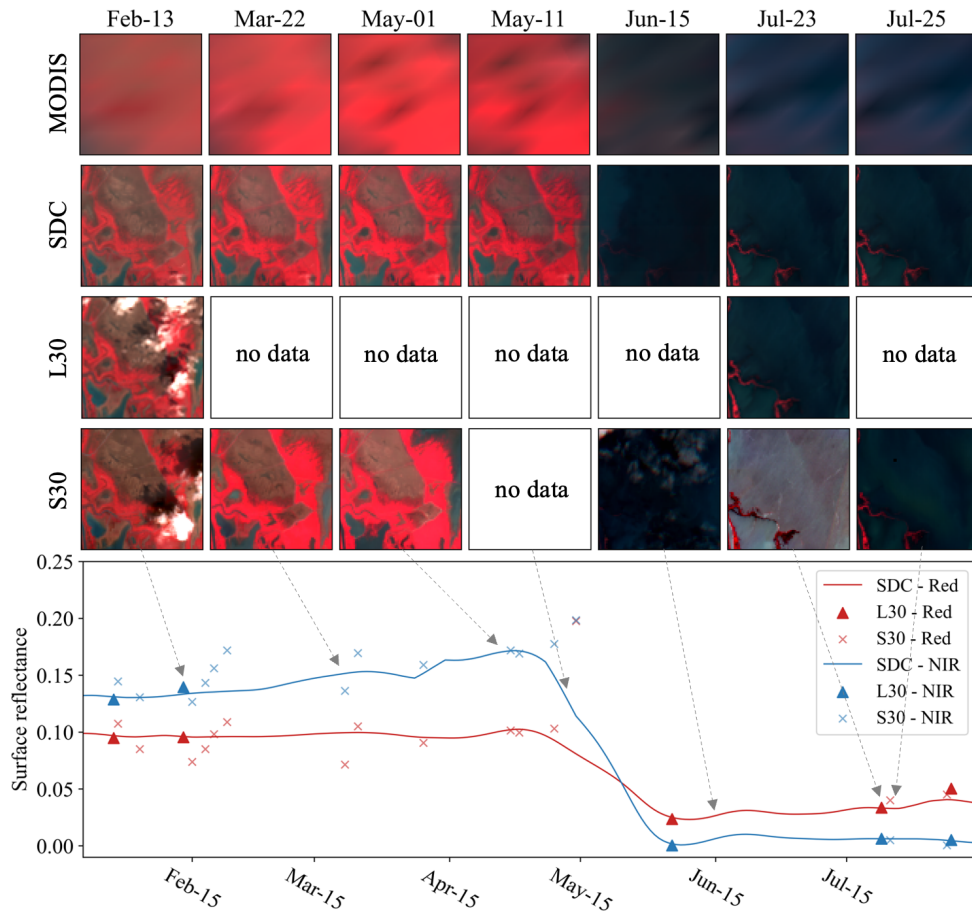 Feb-13 Mar-22 May-01 May-11 Jun-15 Jul-23 Jul-25
MODIS
SDC
L30
no data no data no data no data no data
S30
no data
0.25
0.20
0.15
0.10
0.05
0.00
Surface reflectance
SDC - Red
L30 - Red
S30 - Red
SDC - NIR
L30 - NIR
S30 - NIR
Feb-15 Mar-15 Apr-15 May-15 Jun-15 Jul-15